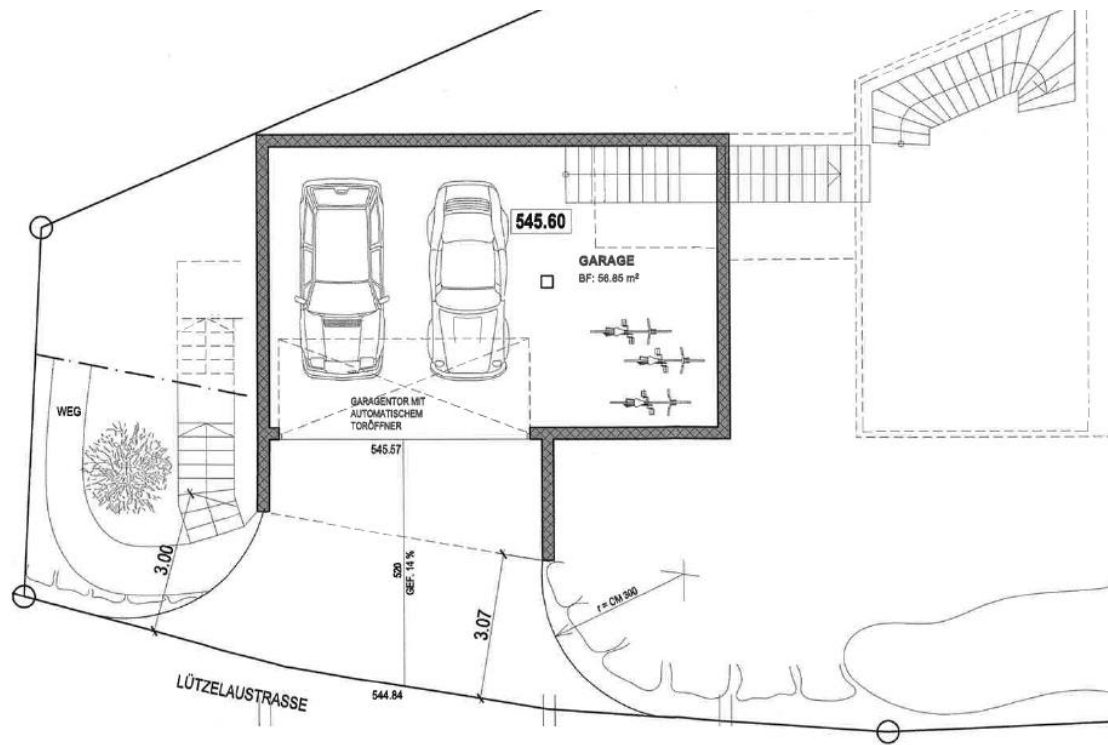 545.60
GARAGE
BF: 56.85 m²
WEG
GARAGENTOR MIT
AUTOMATISCHEM
TORÖFFNER
545.57
3.00
520
GEF. 14 %
3.07
r = CM 300
LÜTZELAUSTRASSE
544.84